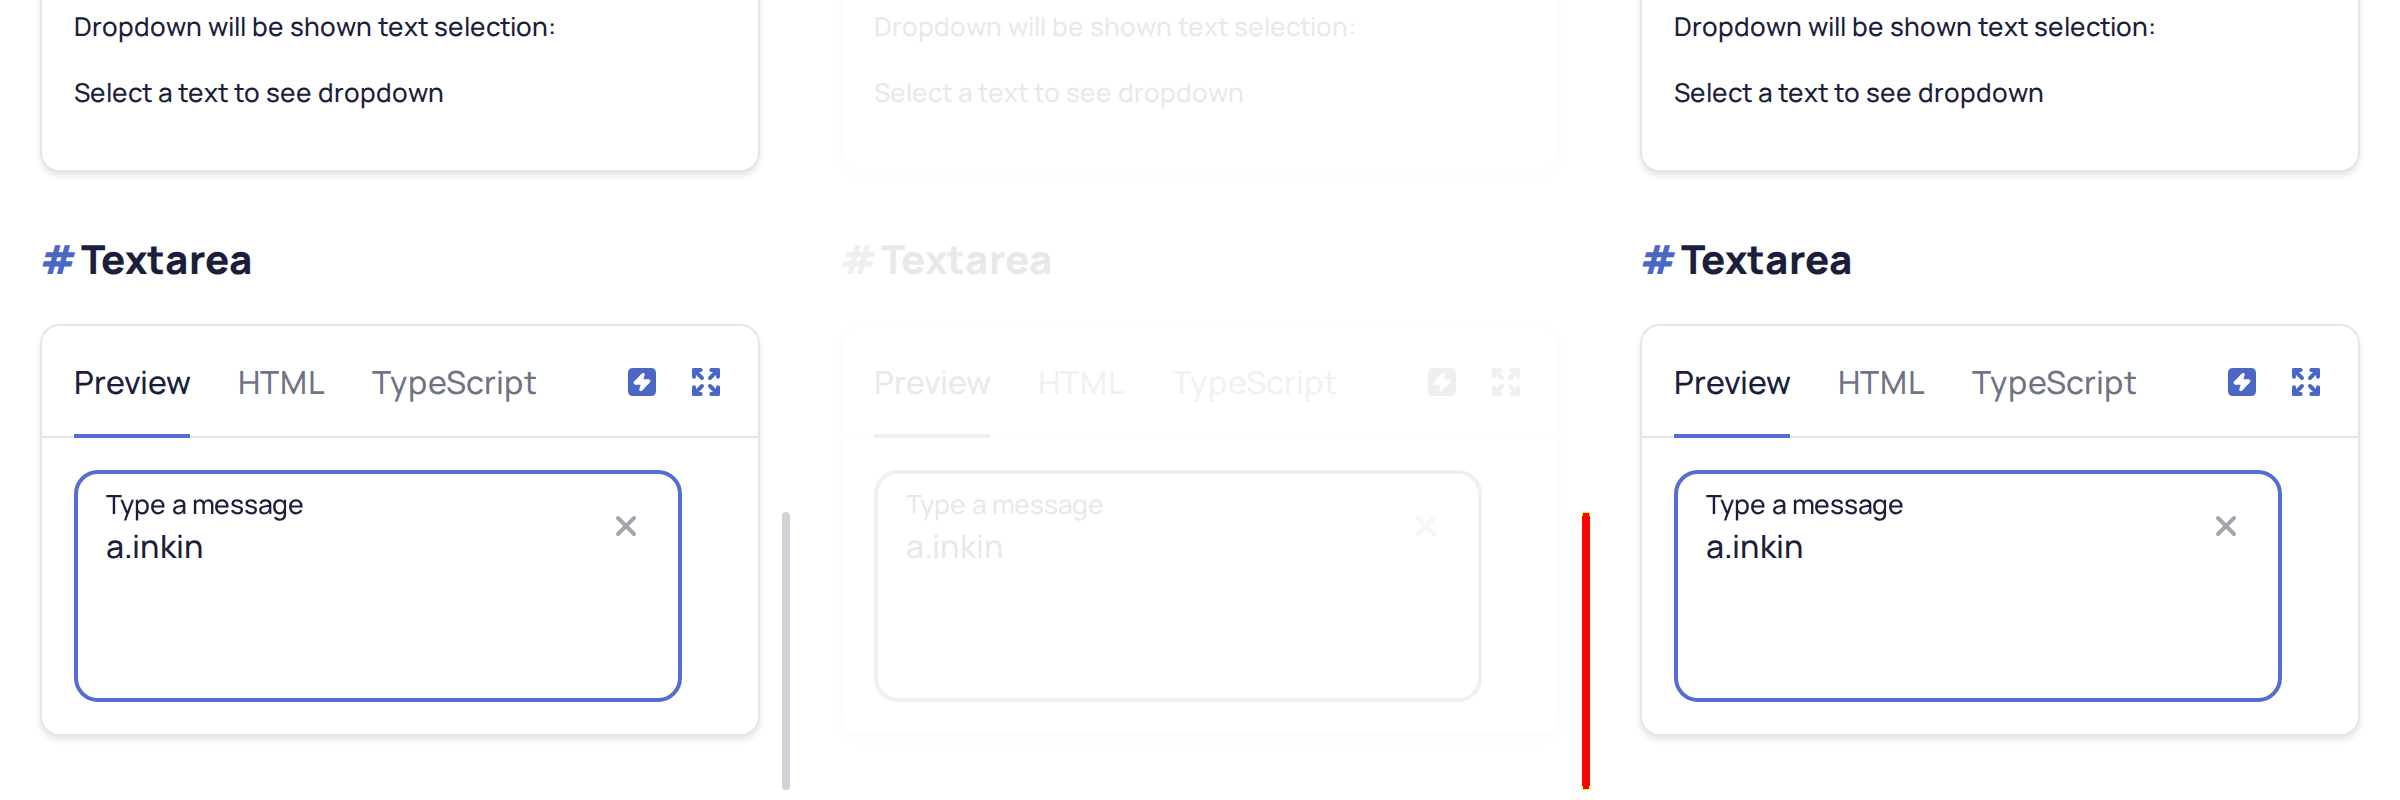 Dropdown will be shown text selection:
Select a text to see dropdown
# Textarea
Preview HTML TypeScript
Type a message
a.inkin
Dropdown will be shown text selection:
Select a text to see dropdown
# Textarea
Preview HTML TypeScript
Type a message
a.inkin
Dropdown will be shown text selection:
Select a text to see dropdown
# Textarea
Preview HTML TypeScript
Type a message
a.inkin